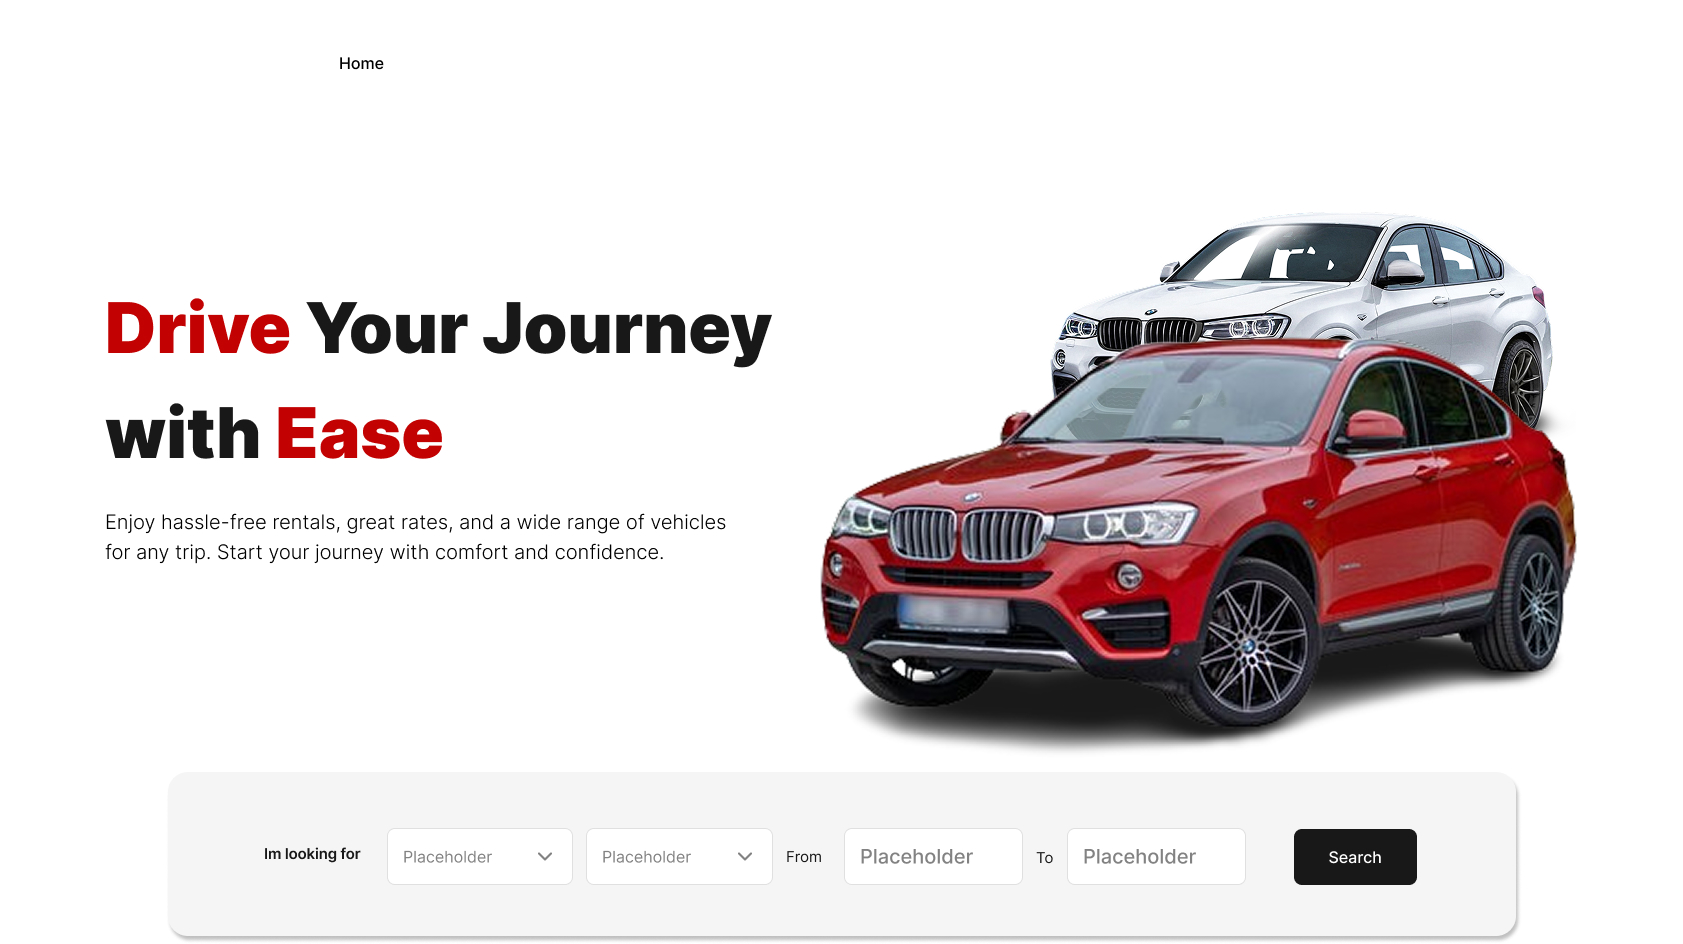 Home
Drive Your Journey
with Ease
Enjoy hassle-free rentals, great rates, and a wide range of vehicles
for any trip. Start your journey with comfort and confidence.
Im looking for Placeholder Placeholder From Placeholder To Placeholder Search